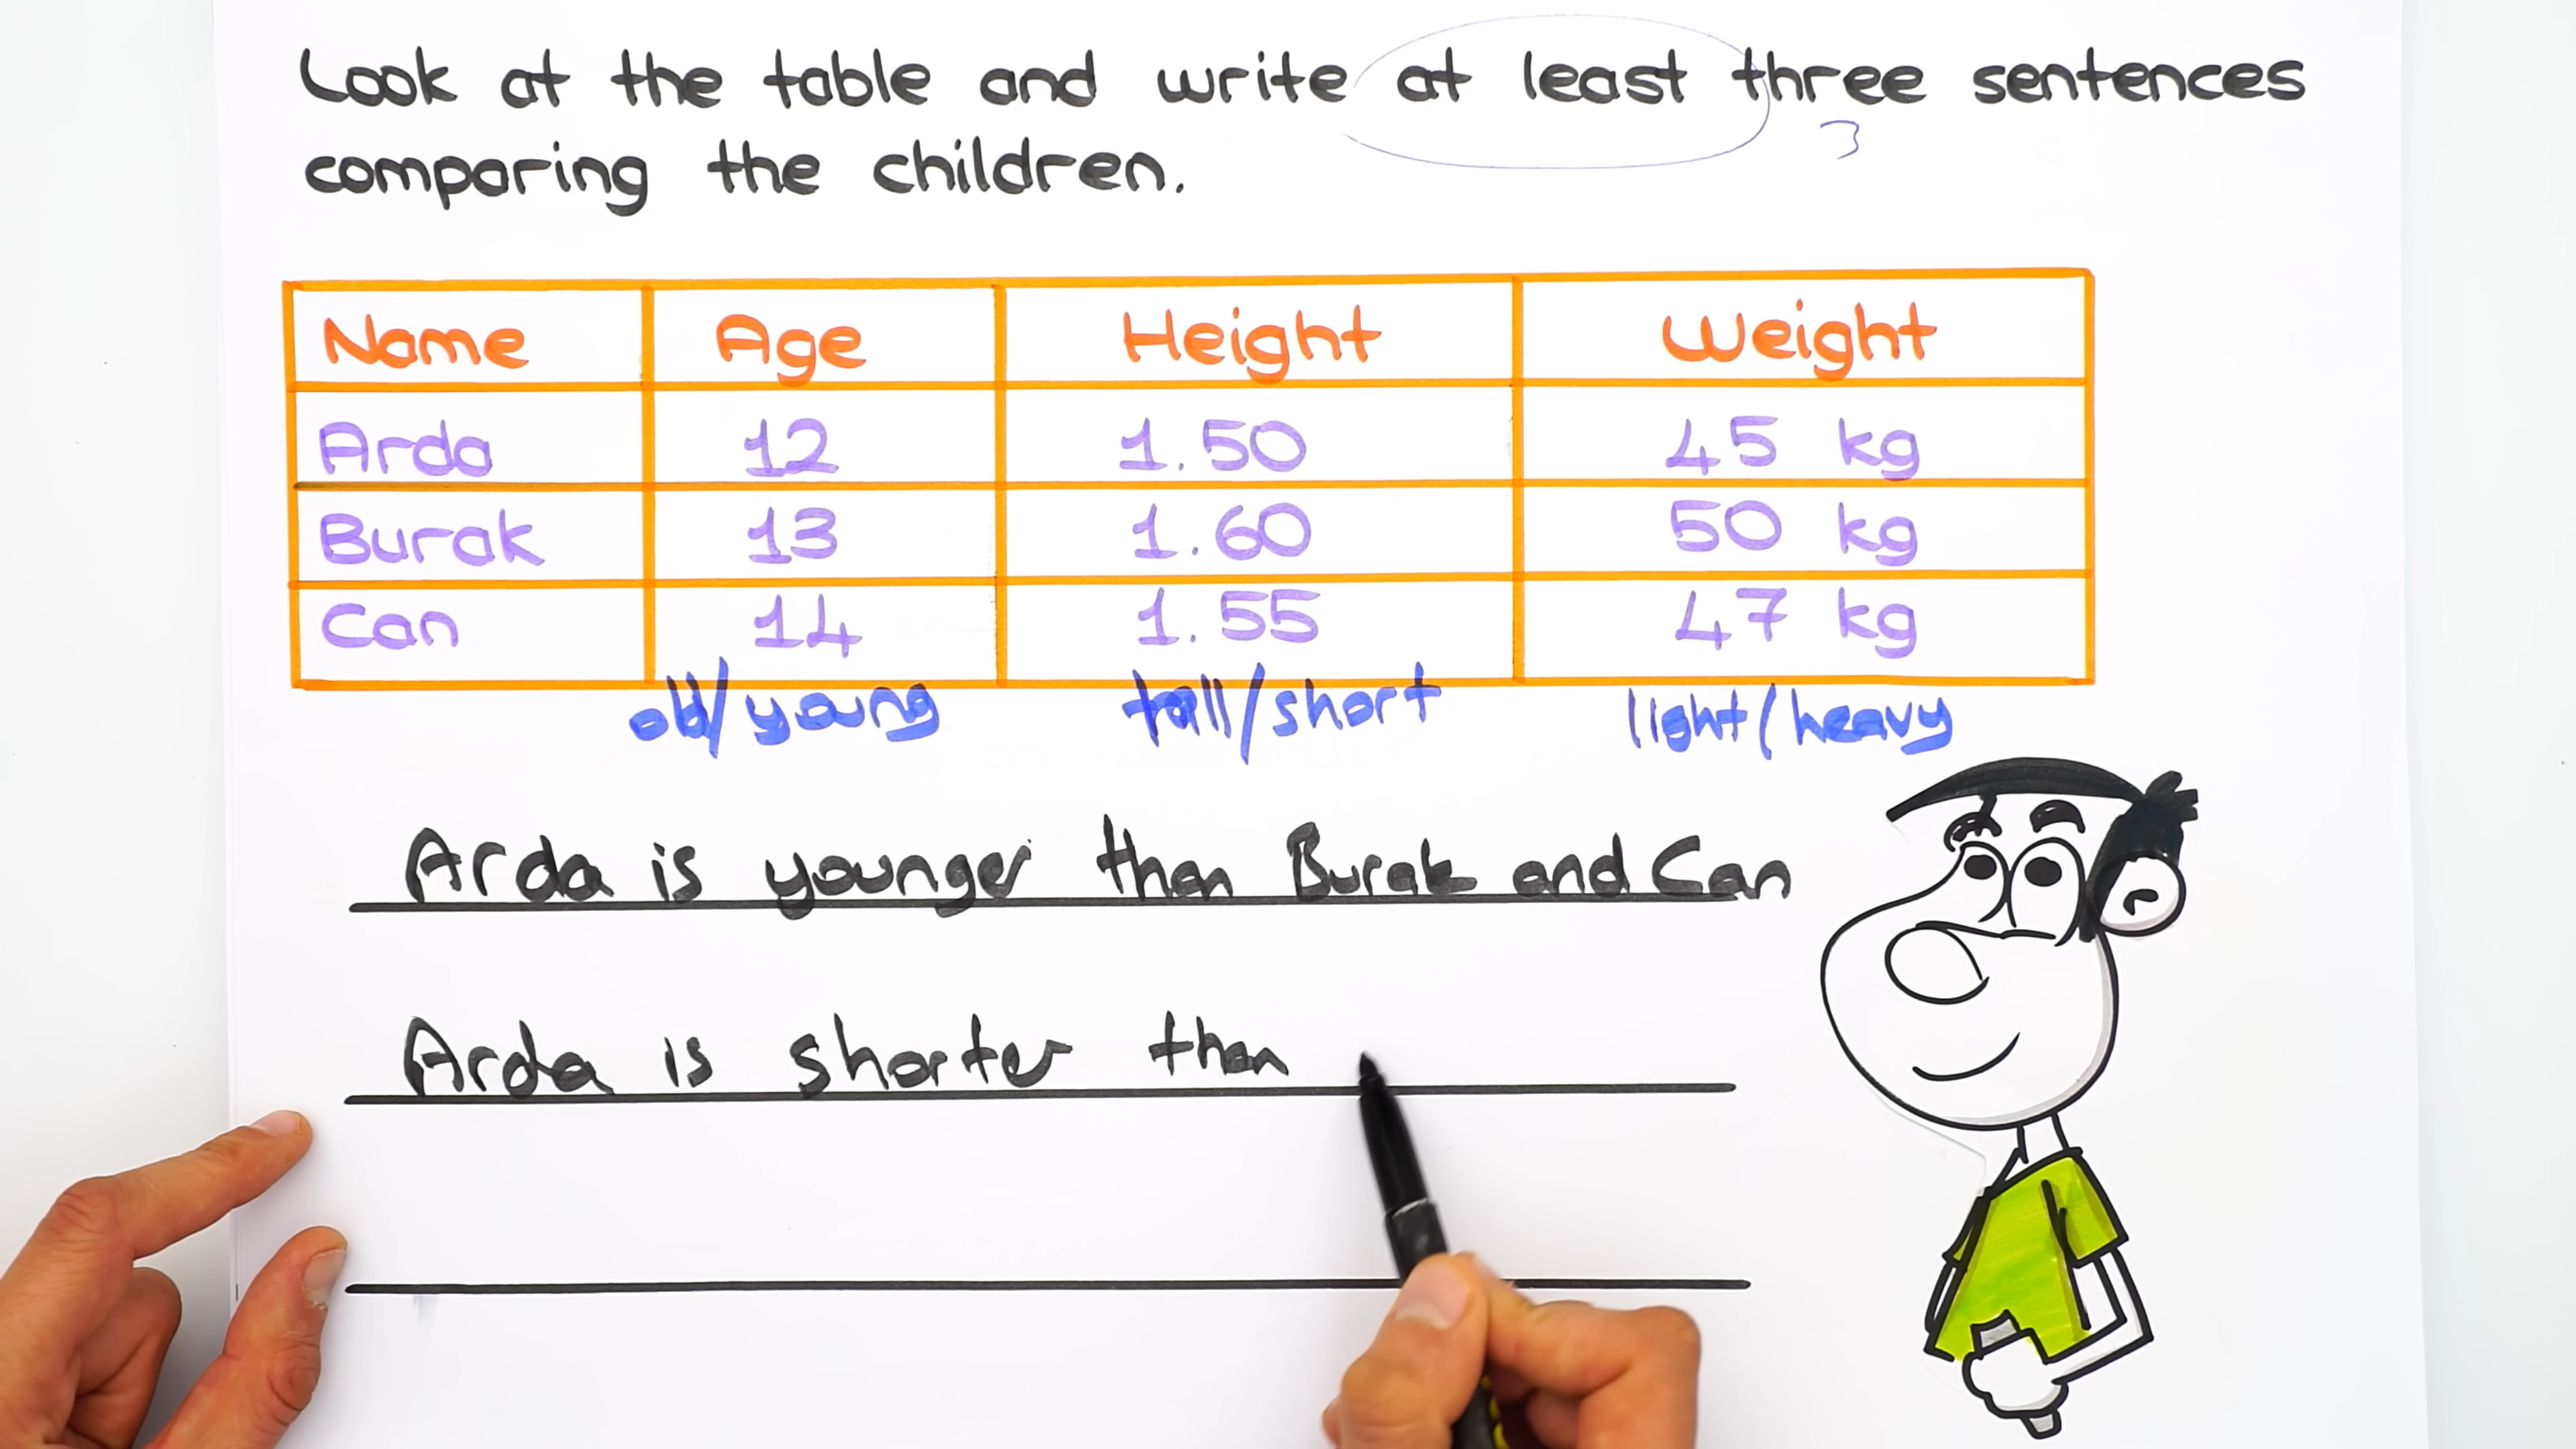 Look at the table and write at least three sentences
3
comparing the children.
Name Age Height Weight
Arda 12 1.50 45 kg
Burak 13 1.60 50 kg
Can 14 1.55 47 kg
old/young tall/short light/heavy
Arda is younger than Burak and Can
Arda is shorter than